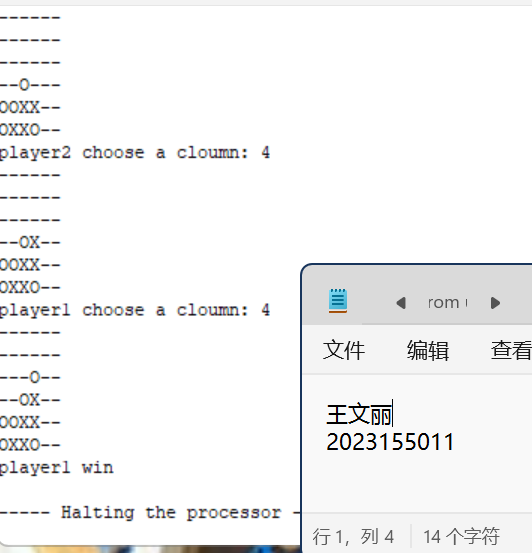 ------
------
------
--O---
OOXX--
OXXO--
player2 choose a cloumn: 4
------
------
------
--OX--
OOXX--
OXXO--
player1 choose a cloumn: 4
------
------
---O--
--OX--
OOXX--
OXXO--
player1 win
----- Halting the processor -
rom
文件 编辑 查看
王文丽
2023155011
行 1，列 4 14 个字符